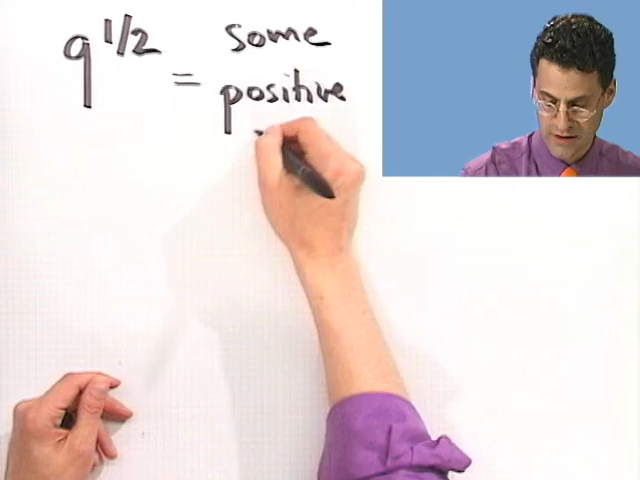 9^1/2 = some
positive